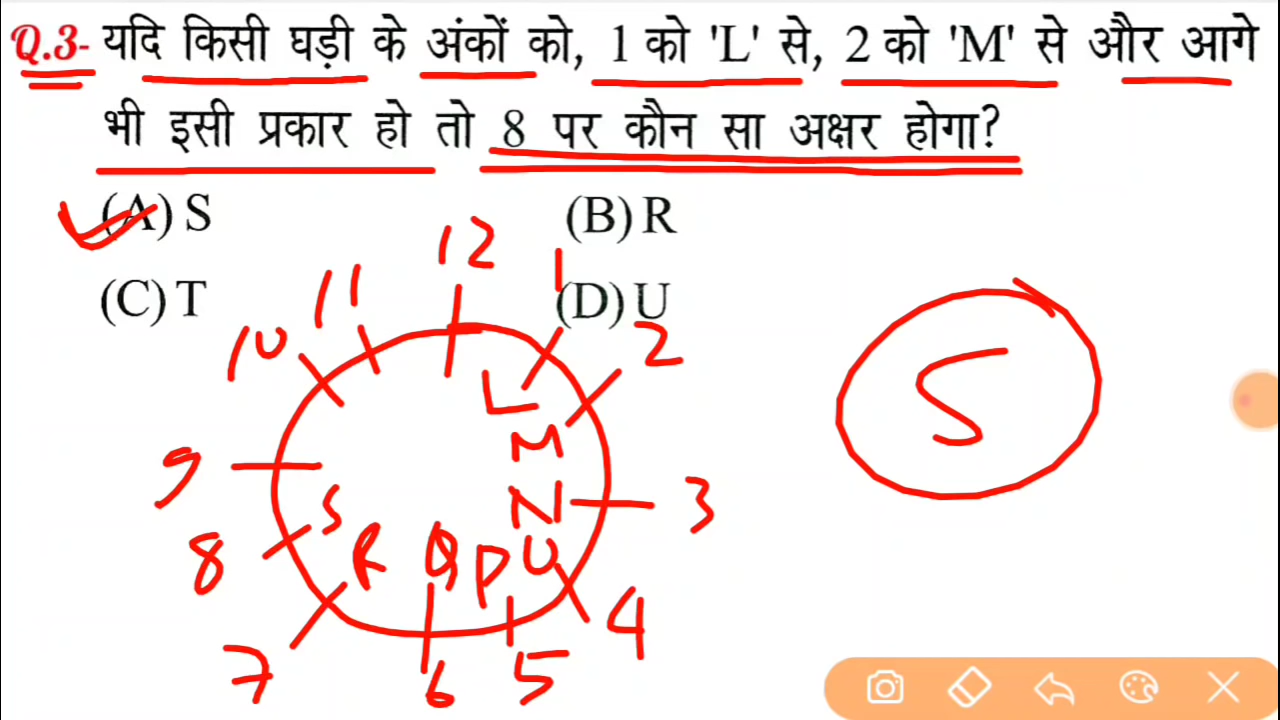 Q.3- यदि किसी घड़ी के अंकों को, 1 को 'L' से, 2 को 'M' से और आगे
भी इसी प्रकार हो तो 8 पर कौन सा अक्षर होगा?
(A) S (B) R
(C) T (D) U
12
11 1
10 2
L
M
9 N 3
S
8 R Q P O
7 6 5 4
S